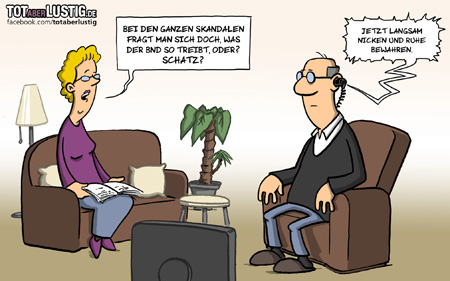 TOTABERLUSTIG.DE
facebook.com/totaberlustig
BEI DEN GANZEN SKANDALEN
FRAGT MAN SICH DOCH, WAS
DER BND SO TREIBT, ODER?
SCHATZ?
JETZT LANGSAM
NICKEN UND RUHE
BEWAHREN.